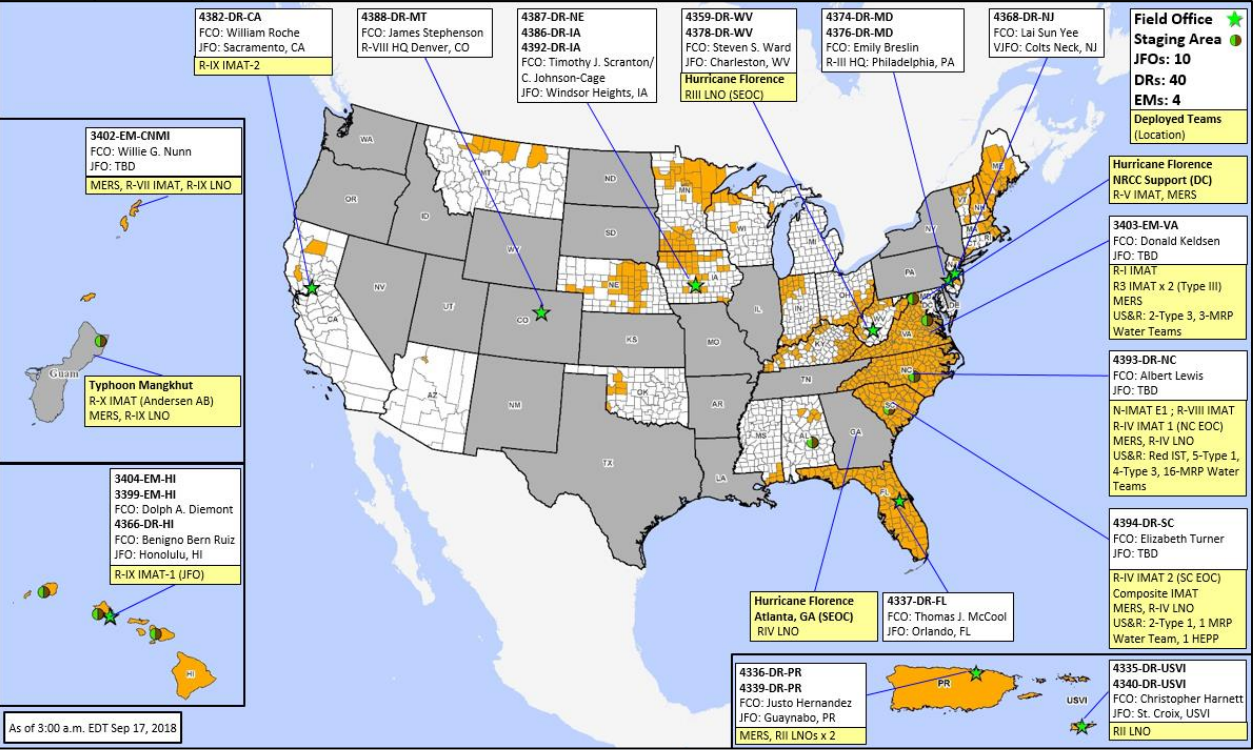 4382-DR-CA
FCO: William Roche
JFO: Sacramento, CA
R-IX IMAT-2
4388-DR-MT
FCO: James Stephenson
R-VIII HQ Denver, CO
4387-DR-NE
4386-DR-IA
4392-DR-IA
FCO: Timothy J. Scranton/
C. Johnson-Cage
JFO: Windsor Heights, IA
4359-DR-WV
4378-DR-WV
FCO: Steven S. Ward
JFO: Charleston, WV
Hurricane Florence
RIII LNO (SEOC)
4374-DR-MD
4376-DR-MD
FCO: Emily Breslin
R-III HQ: Philadelphia, PA
4368-DR-NJ
FCO: Lai Sun Yee
VJFO: Colts Neck, NJ
Field Office
Staging Area
JFOs: 10
DRs: 40
EMs: 4
Deployed Teams
(Location)
3402-EM-CNMI
FCO: Willie G. Nunn
JFO: TBD
MERS, R-VII IMAT, R-IX LNO
Guam
Typhoon Mangkhut
R-X IMAT (Andersen AB)
MERS, R-IX LNO
3404-EM-HI
3399-EM-HI
FCO: Dolph A. Diemont
4366-DR-HI
FCO: Benigno Bern Ruiz
JFO: Honolulu, HI
R-IX IMAT-1 (JFO)
HI
As of 3:00 a.m. EDT Sep 17, 2018
WA
MT
ND
MN
ME
OR
ID
SD
WI
VT
NH
NY
MA
CT
RI
WY
MI
IA
NE
PA
NJ
NV
UT
CO
IL
IN
OH
WV
MD
DE
DC
VA
CA
KS
MO
KY
AZ
NM
OK
AR
TN
NC
SC
MS
AL
GA
TX
LA
FL
Hurricane Florence
NRCC Support (DC)
R-V IMAT, MERS
3403-EM-VA
FCO: Donald Keldsen
JFO: TBD
R-I IMAT
R3 IMAT x 2 (Type III)
MERS
US&R: 2-Type 3, 3-MRP
Water Teams
4393-DR-NC
FCO: Albert Lewis
JFO: TBD
N-IMAT E1 ; R-VIII IMAT
R-IV IMAT 1 (NC EOC)
MERS, R-IV LNO
US&R: Red IST, 5-Type 1,
4-Type 3, 16-MRP Water
Teams
4394-DR-SC
FCO: Elizabeth Turner
JFO: TBD
R-IV IMAT 2 (SC EOC)
Composite IMAT
MERS, R-IV LNO
US&R: 2-Type 1, 1 MRP
Water Team, 1 HEPP
Hurricane Florence
Atlanta, GA (SEOC)
RIV LNO
4337-DR-FL
FCO: Thomas J. McCool
JFO: Orlando, FL
4336-DR-PR
4339-DR-PR
FCO: Justo Hernandez
JFO: Guaynabo, PR
MERS, RII LNOs x 2
PR
USVI
4335-DR-USVI
4340-DR-USVI
FCO: Christopher Harnett
JFO: St. Croix, USVI
RII LNO